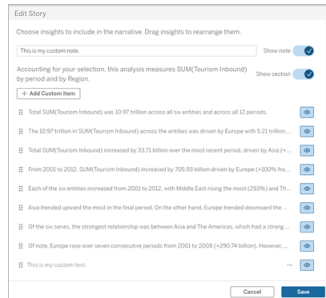 Edit Story
Choose insights to include in the narrative. Drag insights to rearrange them.
This is my custom note.
Show note
Accounting for your selection, this analysis measures SUM(Tourism Inbound)
by period and by Region.
Show section
+ Add Custom Item
Total SUM(Tourism Inbound) was 10.97 trillion across all six entities and across all 12 periods.
The 10.97 trillion in SUM(Tourism Inbound) across the entities was driven by Europe with 5.21 trillion...
Total SUM(Tourism Inbound) increased by 33.71 billion over the most recent period, driven by Asia (+...
From 2001 to 2012, SUM(Tourism Inbound) increased by 705.93 billion driven by Europe (+100% fro...
Each of the six entities increased from 2001 to 2012, with Middle East rising the most (293%) and Th...
Asia trended upward the most in the final period. On the other hand, Europe trended downward the ...
Of the six series, the strongest relationship was between Asia and The Americas, which had a strong ...
Of note, Europe rose over seven consecutive periods from 2001 to 2008 (+290.74 billion). However, ...
This is my custom text.
Cancel
Save